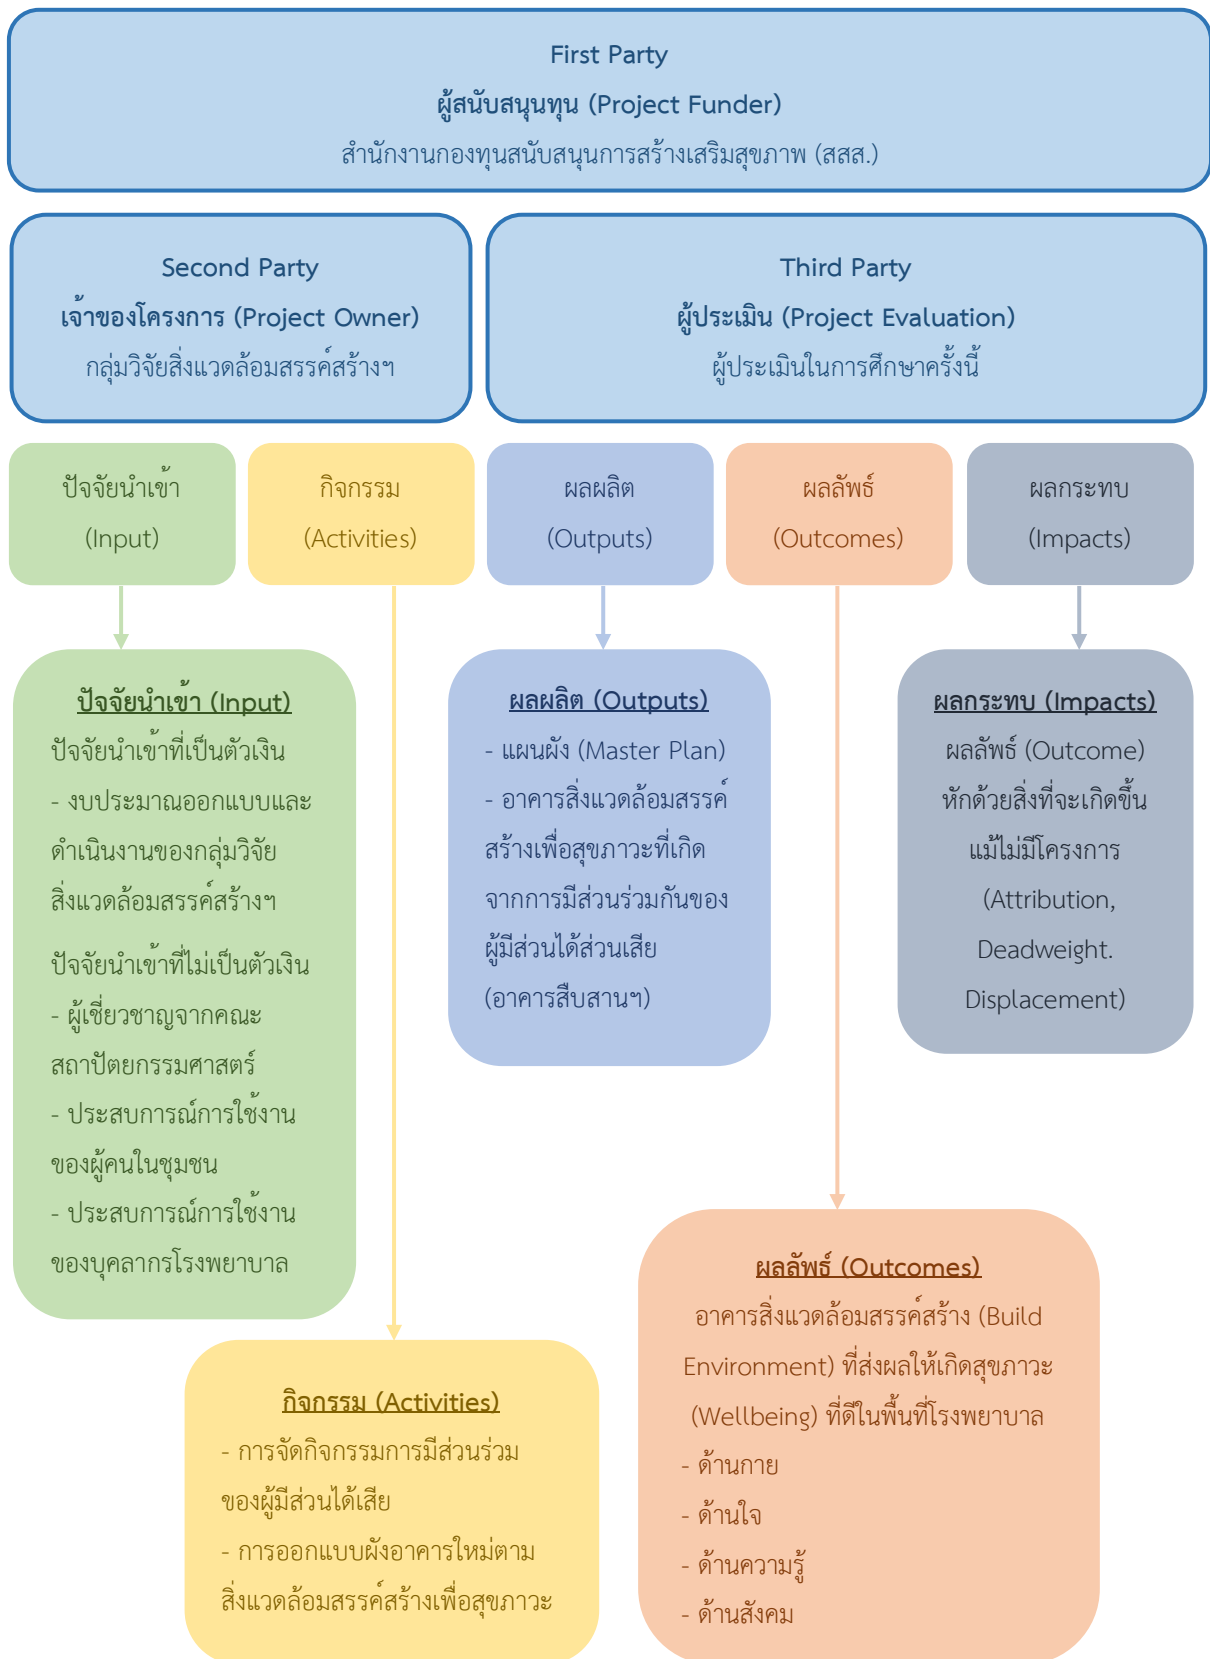 First Party
ผู้สนับสนุนทุน (Project Funder)
สำนักงานกองทุนสนับสนุนการสร้างเสริมสุขภาพ (สสส.)
Second Party
เจ้าของโครงการ (Project Owner)
กลุ่มวิจัยสิ่งแวดล้อมสรรค์สร้างฯ
Third Party
ผู้ประเมิน (Project Evaluation)
ผู้ประเมินในการศึกษาครั้งนี้
ปัจจัยนำเข้า
(Input)
กิจกรรม
(Activities)
ผลผลิต
(Outputs)
ผลลัพธ์
(Outcomes)
ผลกระทบ
(Impacts)
ปัจจัยนำเข้า (Input)
ปัจจัยนำเข้าที่เป็นตัวเงิน
- งบประมาณออกแบบและ
ดำเนินงานของกลุ่มวิจัย
สิ่งแวดล้อมสรรค์สร้างฯ
ปัจจัยนำเข้าที่ไม่เป็นตัวเงิน
- ผู้เชี่ยวชาญจากคณะ
สถาปัตยกรรมศาสตร์
- ประสบการณ์การใช้งาน
ของผู้คนในชุมชน
- ประสบการณ์การใช้งาน
ของบุคลากรโรงพยาบาล
ผลผลิต (Outputs)
- แผนผัง (Master Plan)
- อาคารสิ่งแวดล้อมสรรค์
สร้างเพื่อสุขภาวะที่เกิด
จากการมีส่วนร่วมกันของ
ผู้มีส่วนได้ส่วนเสีย
(อาคารสืบสานฯ)
ผลกระทบ (Impacts)
ผลลัพธ์ (Outcome)
หักด้วยสิ่งที่จะเกิดขึ้น
แม้ไม่มีโครงการ
(Attribution,
Deadweight.
Displacement)
กิจกรรม (Activities)
- การจัดกิจกรรมการมีส่วนร่วม
ของผู้มีส่วนได้เสีย
- การออกแบบผังอาคารใหม่ตาม
สิ่งแวดล้อมสรรค์สร้างเพื่อสุขภาวะ
ผลลัพธ์ (Outcomes)
อาคารสิ่งแวดล้อมสรรค์สร้าง (Build
Environment) ที่ส่งผลให้เกิดสุขภาวะ
(Wellbeing) ที่ดีในพื้นที่โรงพยาบาล
- ด้านกาย
- ด้านใจ
- ด้านความรู้
- ด้านสังคม